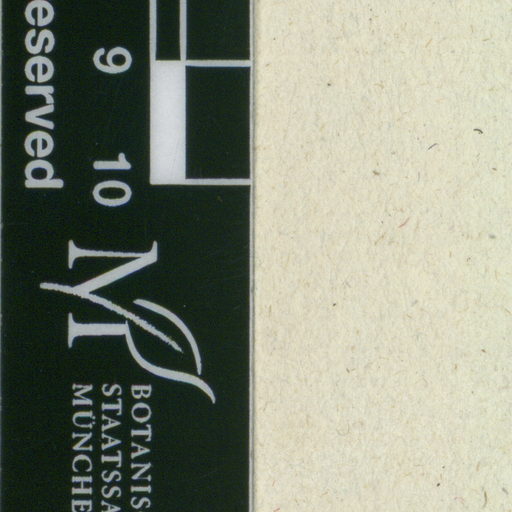 eserved
9 10
M
BOTANIS
STAATSSA
MÜNCHE